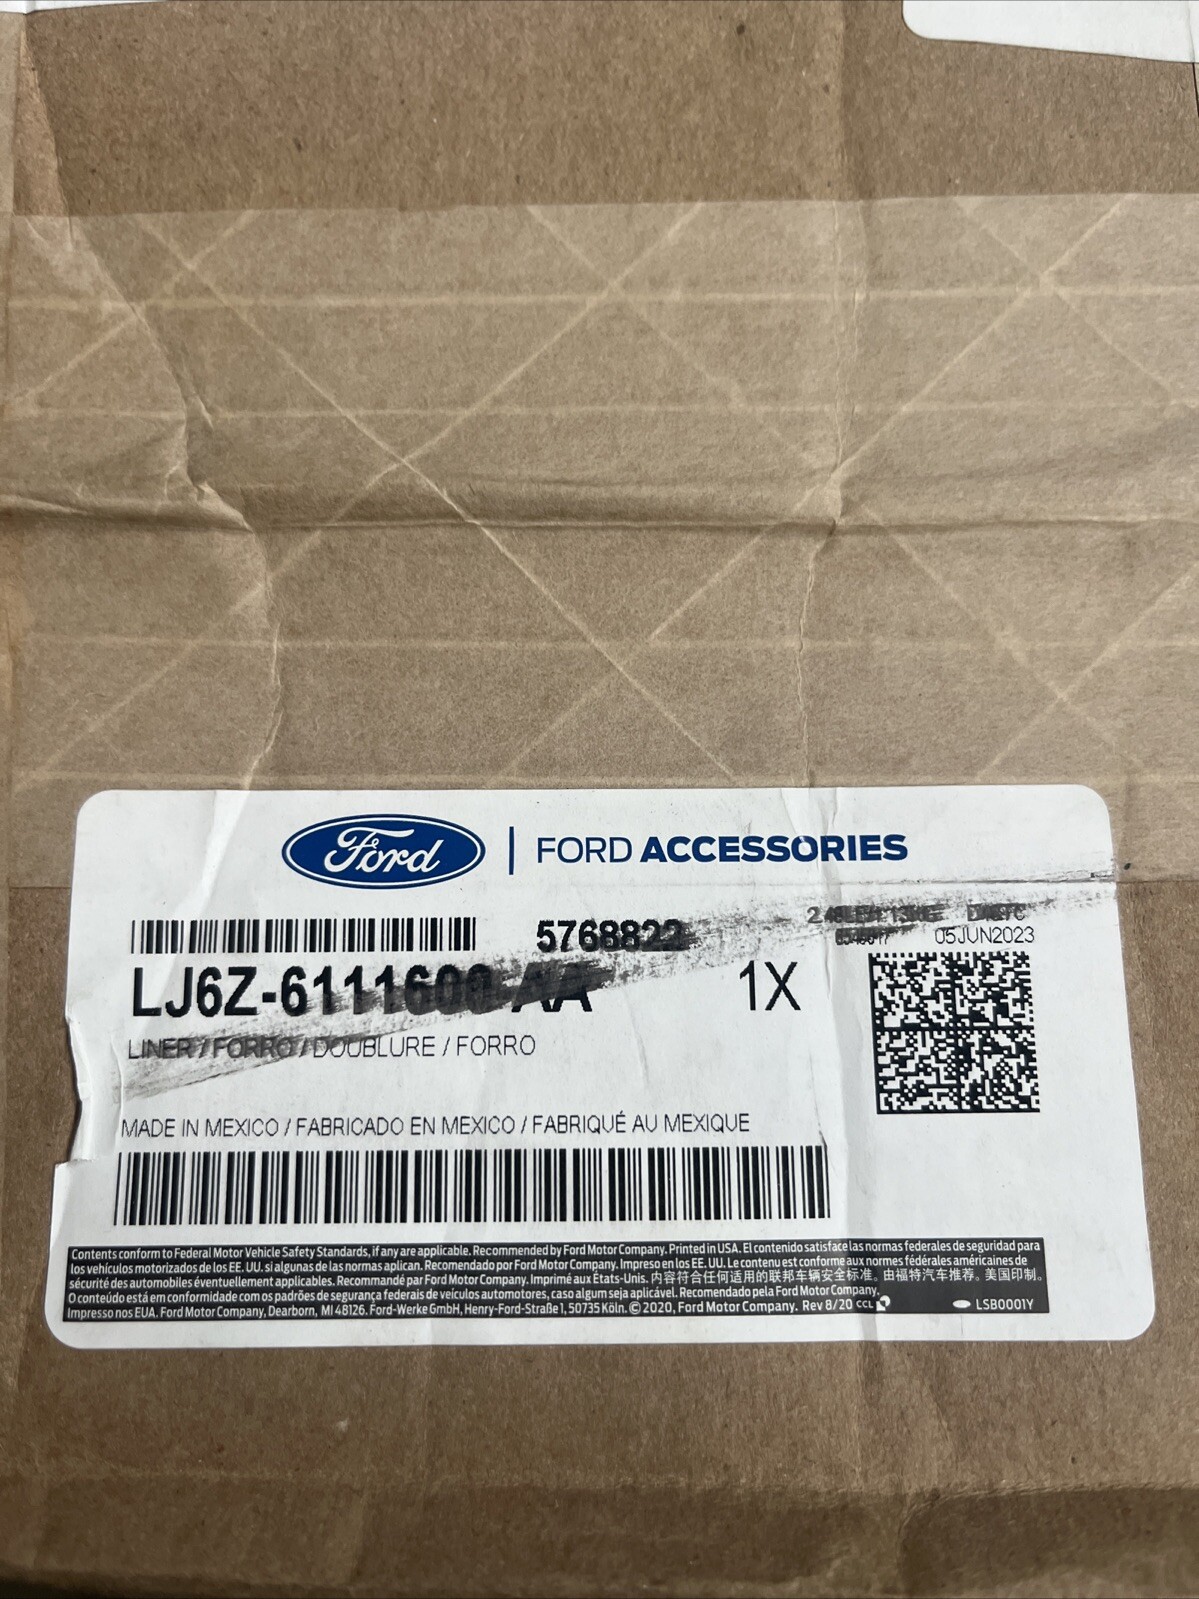 Ford | FORD ACCESSORIES
5768822
05JUN2023
LJ6Z-6111600-AA 1X
LINER / FORRO / DOUBLURE / FORRO
MADE IN MEXICO / FABRICADO EN MEXICO / FABRIQUÉ AU MEXIQUE
Contents conform to Federal Motor Vehicle Safety Standards, if any are applicable. Recommended by Ford Motor Company. Printed in USA. El contenido satisface las normas federales de seguridad para
los vehículos motorizados de los EE. UU. si algunas de las normas aplican. Recomendado por Ford Motor Company. Impreso en los EE. UU. Le contenu est conforme aux normes fédérales américaines de
sécurité des automobiles éventuellement applicables. Recommandé par Ford Motor Company. Imprimé aux États-Unis. 内容符合任何适用的联邦车辆安全标准。由福特汽车推荐。美国印制。
O conteúdo está em conformidade com os padrões de segurança federais de veículos automotores, caso algum seja aplicável. Recomendado pela Ford Motor Company.
Impresso nos EUA. Ford Motor Company, Dearborn, MI 48126. Ford-Werke GmbH, Henry-Ford-Straße 1, 50735 Köln. © 2020, Ford Motor Company. Rev 8/20 CCL LSB0001Y